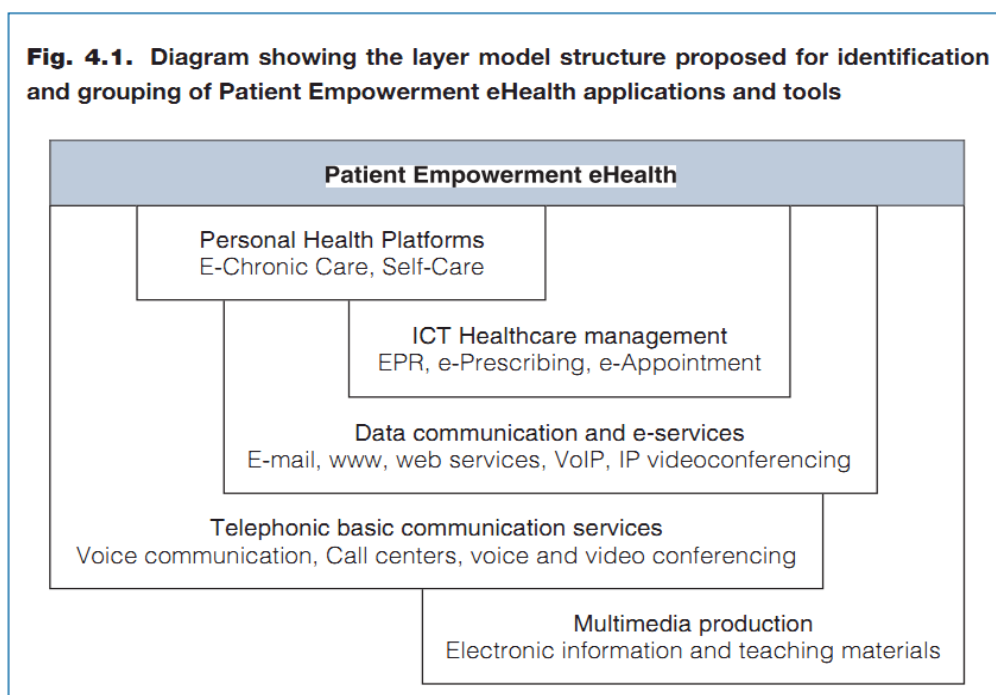 Fig. 4.1. Diagram showing the layer model structure proposed for identification
and grouping of Patient Empowerment eHealth applications and tools
Patient Empowerment eHealth
Personal Health Platforms
E-Chronic Care, Self-Care
ICT Healthcare management
EPR, e-Prescribing, e-Appointment
Data communication and e-services
E-mail, www, web services, VoIP, IP videoconferencing
Telephonic basic communication services
Voice communication, Call centers, voice and video conferencing
Multimedia production
Electronic information and teaching materials